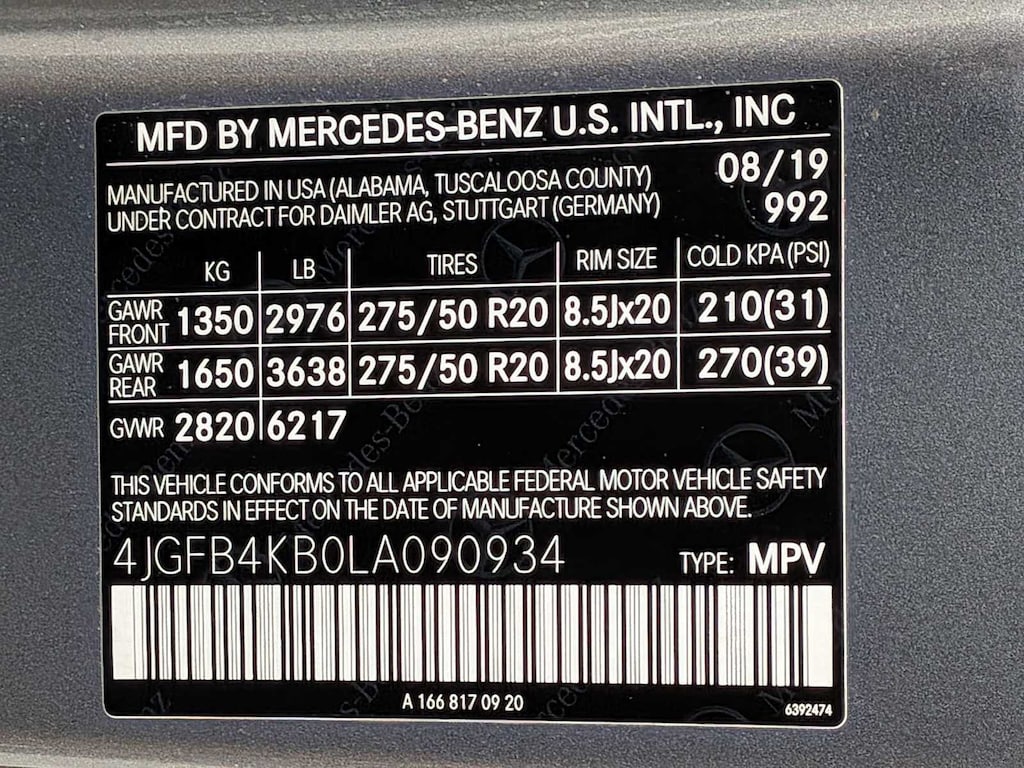 MFD BY MERCEDES-BENZ U.S. INTL., INC
MANUFACTURED IN USA (ALABAMA, TUSCALOOSA COUNTY) 08/19
UNDER CONTRACT FOR DAIMLER AG, STUTTGART (GERMANY) 992
KG LB TIRES RIM SIZE COLD KPA (PSI)
GAWR FRONT 1350 2976 275/50 R20 8.5Jx20 210(31)
GAWR REAR 1650 3638 275/50 R20 8.5Jx20 270(39)
GVWR 2820 6217
THIS VEHICLE CONFORMS TO ALL APPLICABLE FEDERAL MOTOR VEHICLE SAFETY
STANDARDS IN EFFECT ON THE DATE OF MANUFACTURE SHOWN ABOVE.
4JGFB4KB0LA090934 TYPE: MPV
A 166 817 09 20 6392474